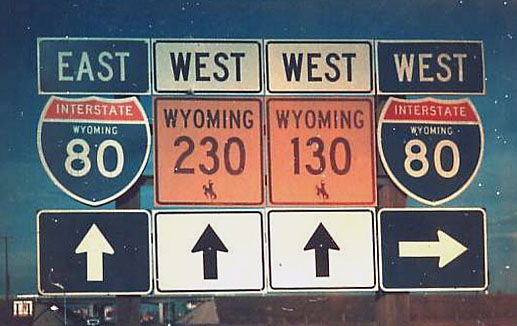 EAST WEST WEST WEST
INTERSTATE INTERSTATE
WYOMING WYOMING WYOMING WYOMING
80 230 130 80